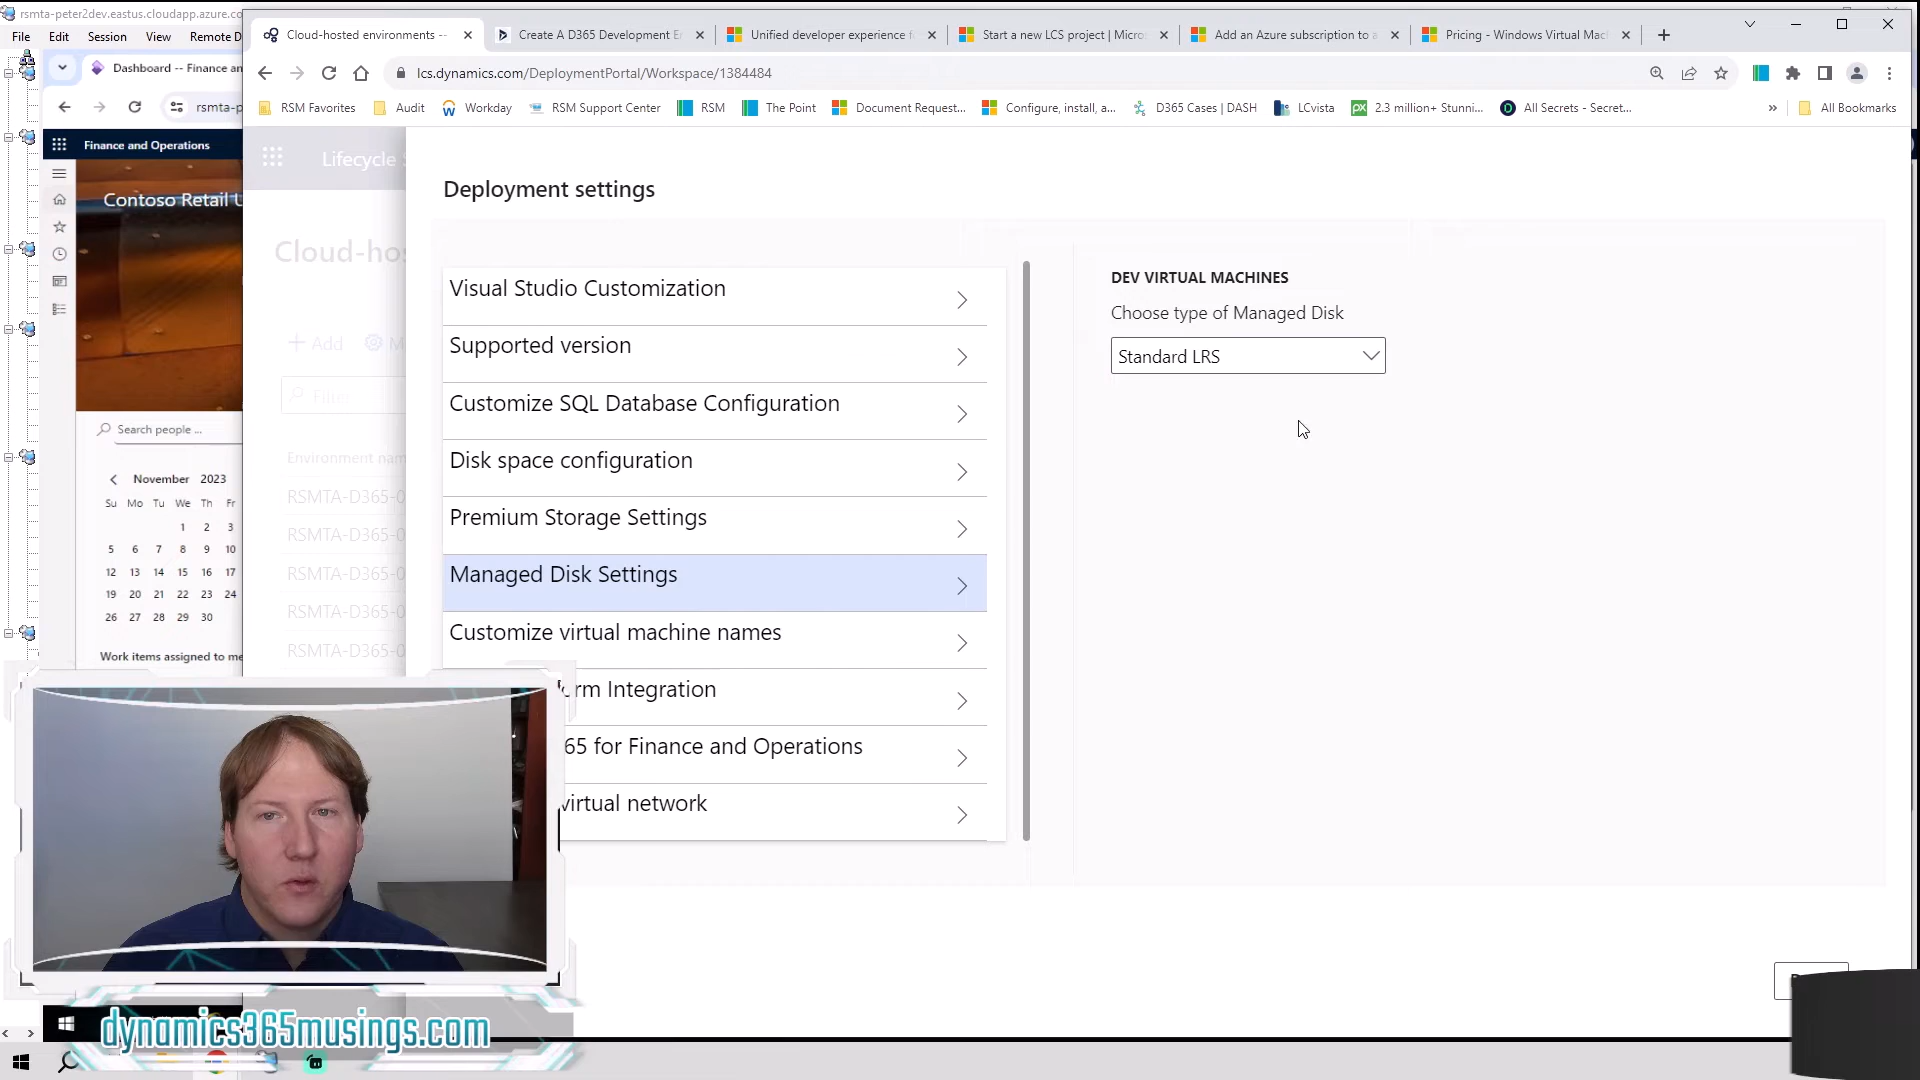 rsmta-peter2dev.eastus.cloudapp.azure.co
File Edit Session View Remote D
Dashboard -- Finance an
rsmta-p
Finance and Operations
Contoso Retail U
Search people ...
November 2023
Su Mo Tu We Th Fr
1 2 3
5 6 7 8 9 10
12 13 14 15 16 17
19 20 21 22 23 24
26 27 28 29 30
Work items assigned to me
Cloud-hosted environments --
Create A D365 Development E
Unified developer experience f
Start a new LCS project | Micro
Add an Azure subscription to a
Pricing - Windows Virtual Mac
lcs.dynamics.com/DeploymentPortal/Workspace/1384484
RSM Favorites
Audit
Workday
RSM Support Center
RSM
The Point
Document Request...
Configure, install, a...
D365 Cases | DASH
LCvista
2.3 million+ Stunni...
All Secrets - Secret...
All Bookmarks
Lifecycle S
Cloud-hos
Add
M
Filter
Environment nam
RSMTA-D365-0
RSMTA-D365-0
RSMTA-D365-0
RSMTA-D365-0
RSMTA-D365-0
Deployment settings
Visual Studio Customization
Supported version
Customize SQL Database Configuration
Disk space configuration
Premium Storage Settings
Managed Disk Settings
Customize virtual machine names
rm Integration
65 for Finance and Operations
virtual network
DEV VIRTUAL MACHINES
Choose type of Managed Disk
Standard LRS
dynamics365musings.com